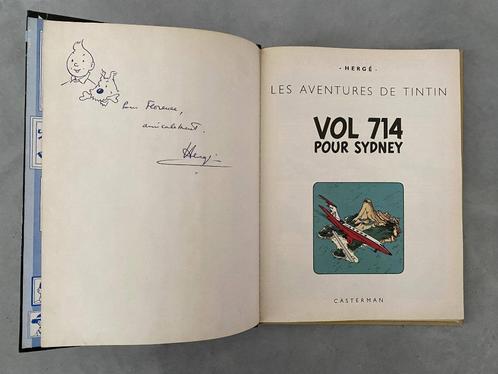 Pour Florence,
amicalement.
Hergé
- HERGÉ -
LES AVENTURES DE TINTIN
VOL 714
POUR SYDNEY
CASTERMAN